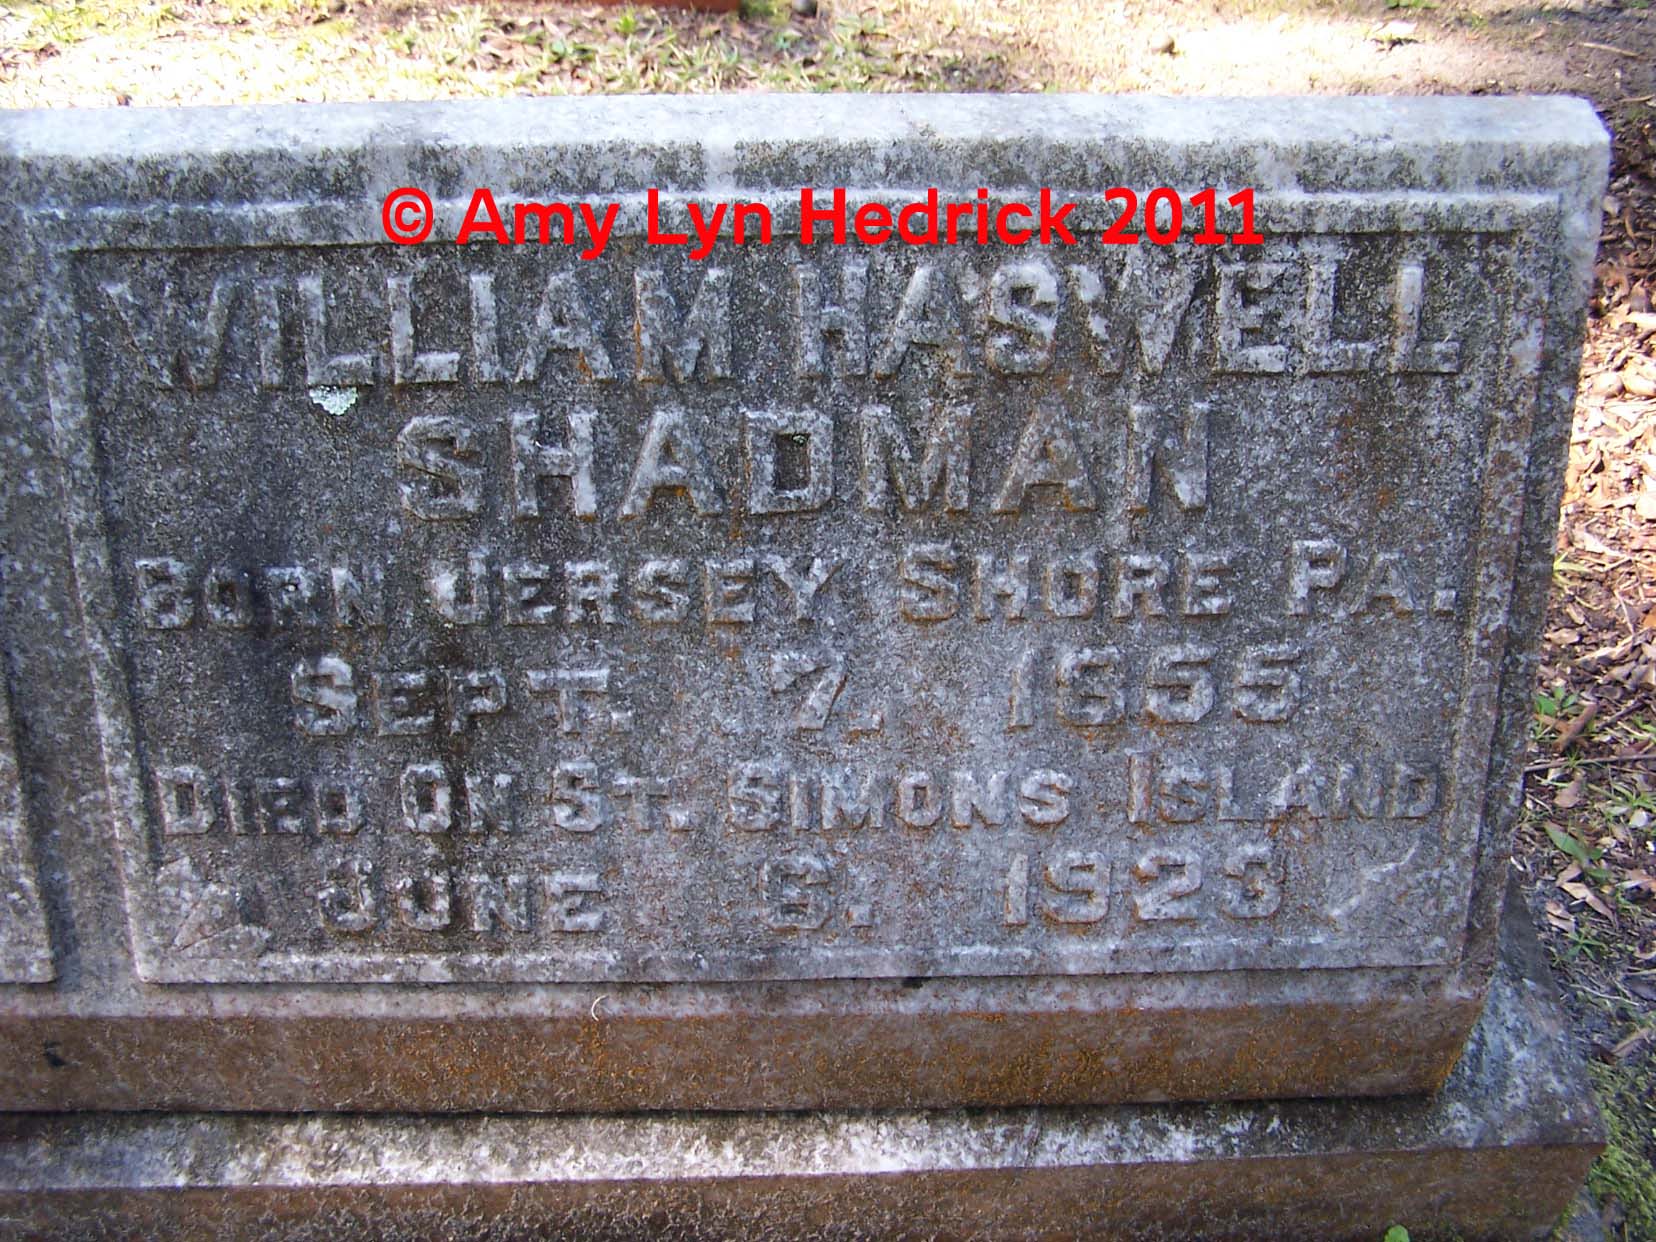 © Amy Lyn Hedrick 2011
WILLIAM HASWELL
SHADMAN
BORN JERSEY SHORE PA.
SEPT. 7. 1855
DIED ON ST. SIMONS ISLAND
JUNE 6. 1923